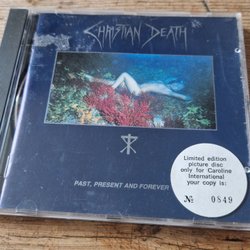 CHRISTIAN DEATH
PAST, PRESENT AND FOREVER
Limited edition
picture disc
only for Caroline
International
your copy is:
№ 0849